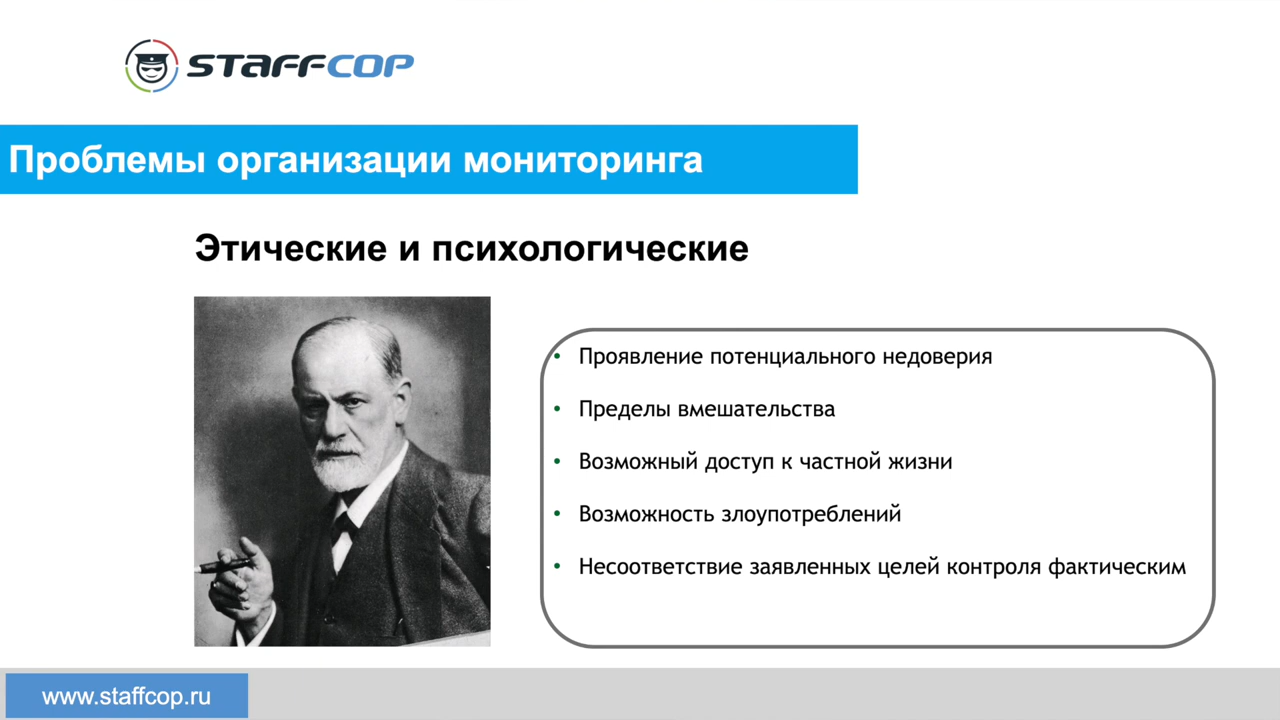 STAFFCOP
Проблемы организации мониторинга
Этические и психологические
• Проявление потенциального недоверия
• Пределы вмешательства
• Возможный доступ к частной жизни
• Возможность злоупотреблений
• Несоответствие заявленных целей контроля фактическим
www.staffcop.ru